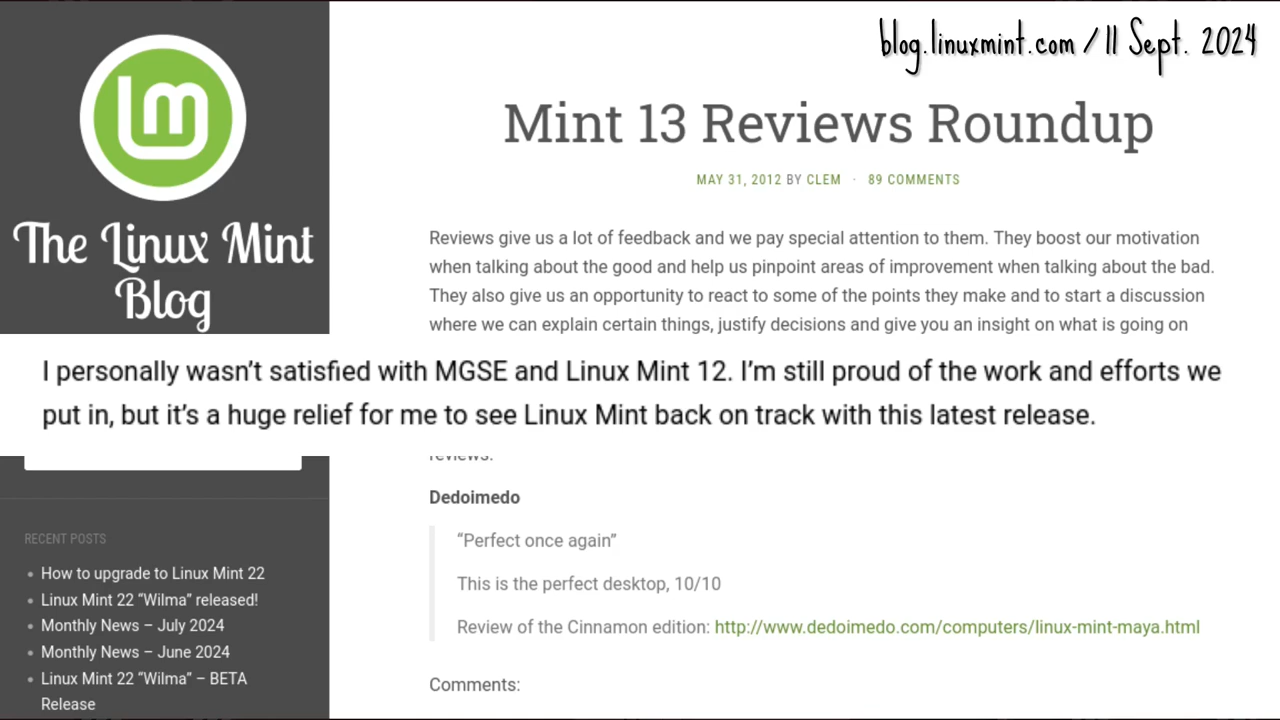 blog.linuxmint.com / 11 Sept. 2024
lm
The Linux Mint
Blog
Mint 13 Reviews Roundup
MAY 31, 2012 BY CLEM · 89 COMMENTS
Reviews give us a lot of feedback and we pay special attention to them. They boost our motivation
when talking about the good and help us pinpoint areas of improvement when talking about the bad.
They also give us an opportunity to react to some of the points they make and to start a discussion
where we can explain certain things, justify decisions and give you an insight on what is going on
I personally wasn’t satisfied with MGSE and Linux Mint 12. I’m still proud of the work and efforts we
put in, but it’s a huge relief for me to see Linux Mint back on track with this latest release.
reviews:
Dedoimedo
“Perfect once again”
This is the perfect desktop, 10/10
Review of the Cinnamon edition: http://www.dedoimedo.com/computers/linux-mint-maya.html
Comments:
RECENT POSTS
How to upgrade to Linux Mint 22
Linux Mint 22 “Wilma” released!
Monthly News – July 2024
Monthly News – June 2024
Linux Mint 22 “Wilma” – BETA
Release